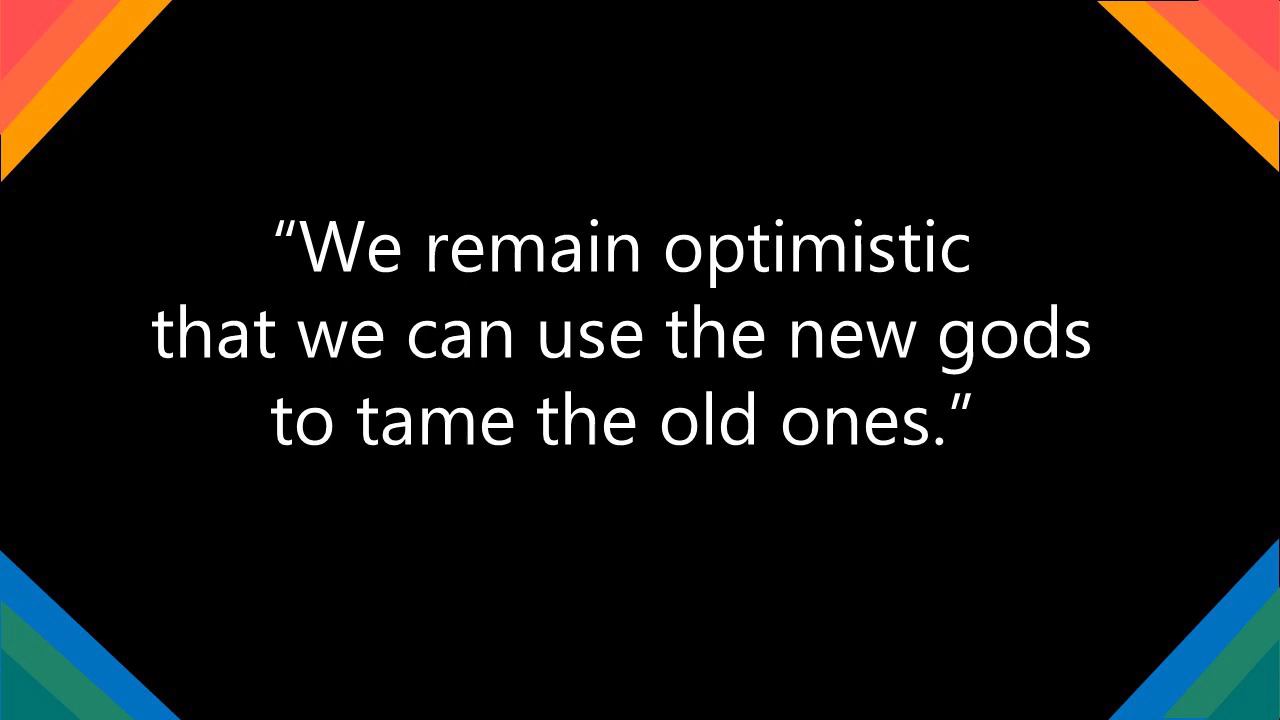 “We remain optimistic
that we can use the new gods
to tame the old ones.”